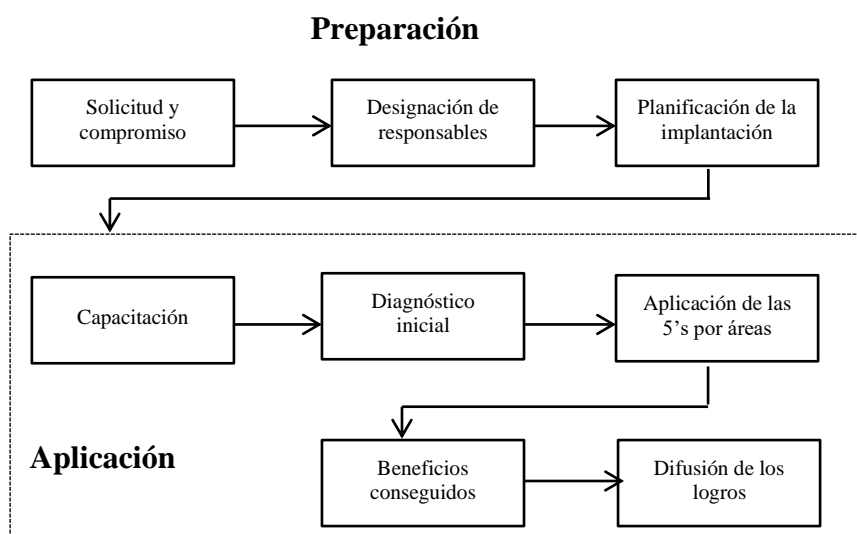 Preparación
Solicitud y
compromiso
Designación de
responsables
Planificación de la
implantación
Capacitación
Diagnóstico
inicial
Aplicación de las
5’s por áreas
Aplicación
Beneficios
conseguidos
Difusión de los
logros